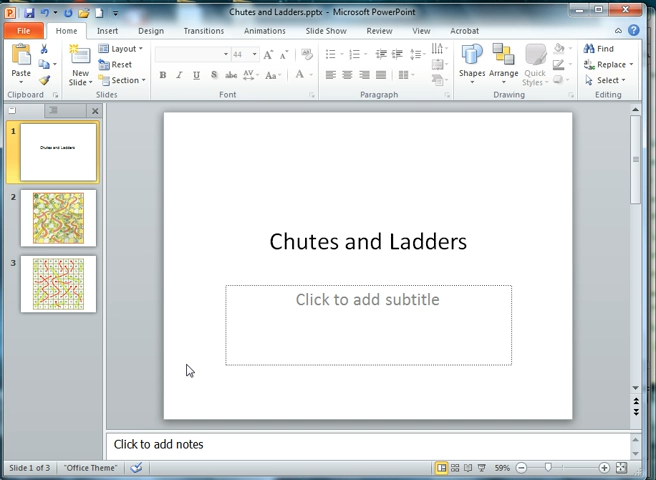 Chutes and Ladders.pptx - Microsoft PowerPoint
File Home Insert Design Transitions Animations Slide Show Review View Acrobat
Paste
New
Slide
Layout
Reset
Section
44
B I U S abc AV Aa A
Shapes
Arrange
Quick
Styles
Find
Replace
Select
Clipboard Slides Font Paragraph Drawing Editing
1
Chutes and Ladders
2
3
Chutes and Ladders
Click to add subtitle
Click to add notes
Slide 1 of 3 "Office Theme" 59%